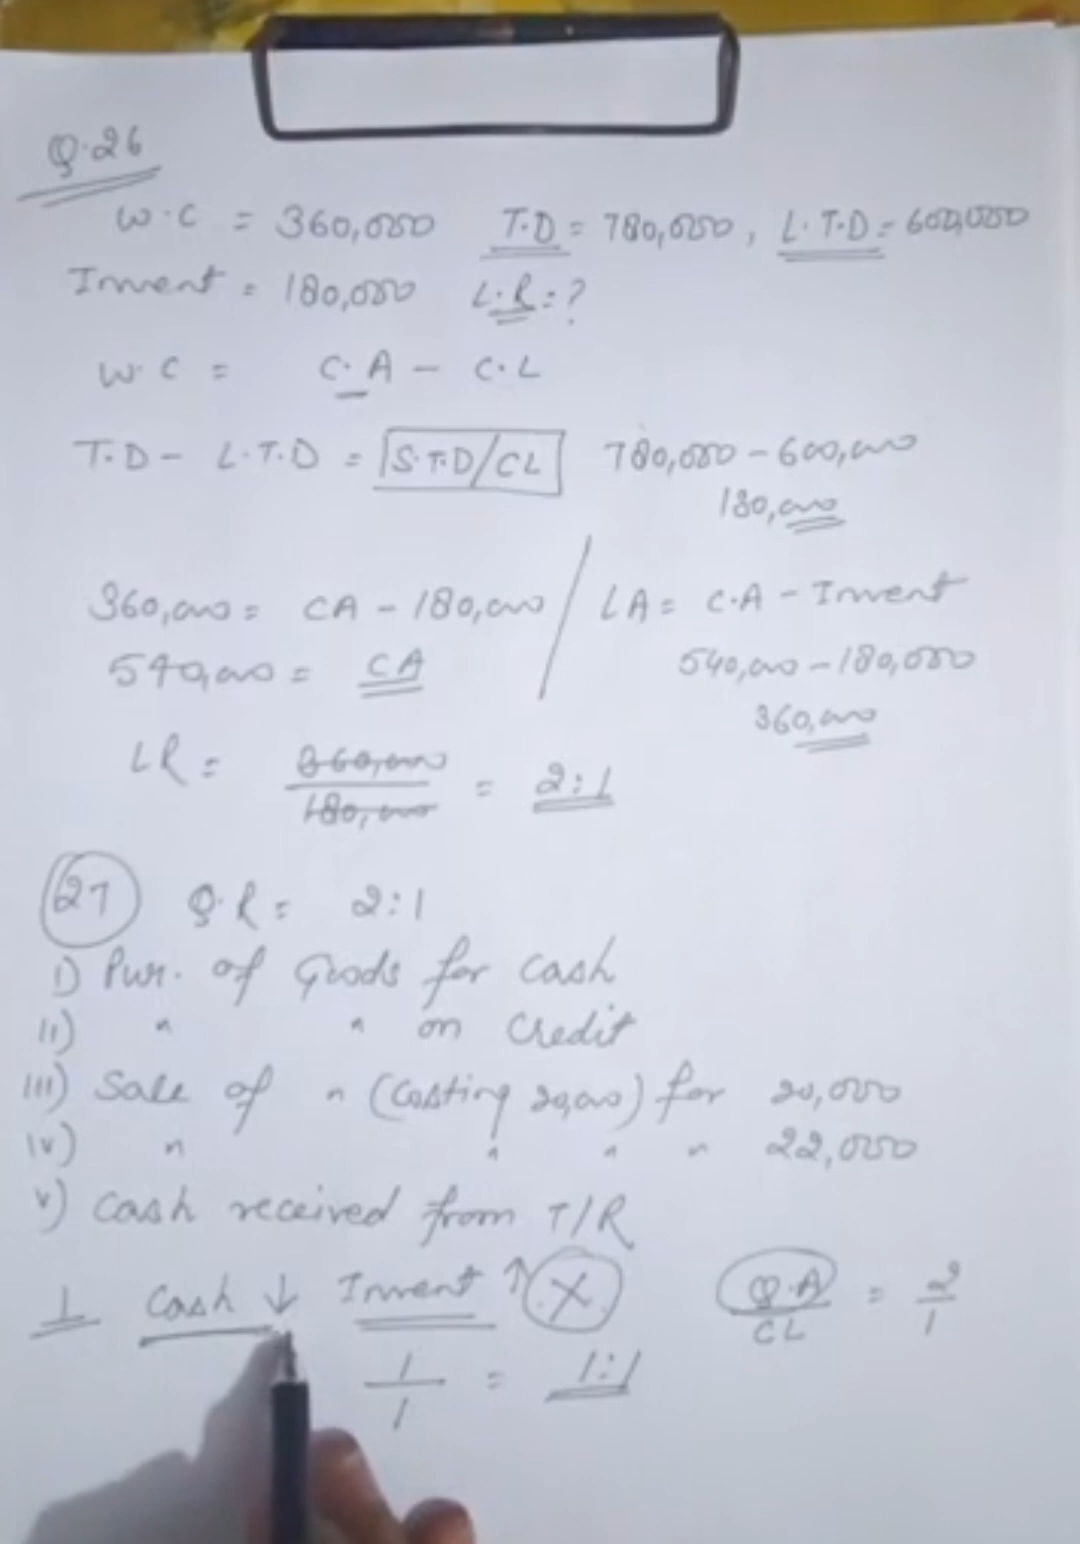 Q.26
W.C = 360,000 T.D = 780,000, L.T.D = 600,000
Invent = 180,000 L.R = ?
W.C = C.A - C.L
T.D - L.T.D = S.T.D/CL 780,000 - 600,000
180,000
360,000 = CA - 180,000 / LA = C.A - Invent
540,000 = CA 540,000 - 180,000
360,000
LR = 360,000/180,000 = 2:1
27 Q.R = 2:1
I) Pur. of Goods for Cash
II) " " on Credit
III) Sale of " (Costing 20,000) for 20,000
IV) " " " " 22,000
V) Cash received from T/R
I Cash ↓ Invent ↑ X Q.A/CL = 2/1
1/1 = 1:1